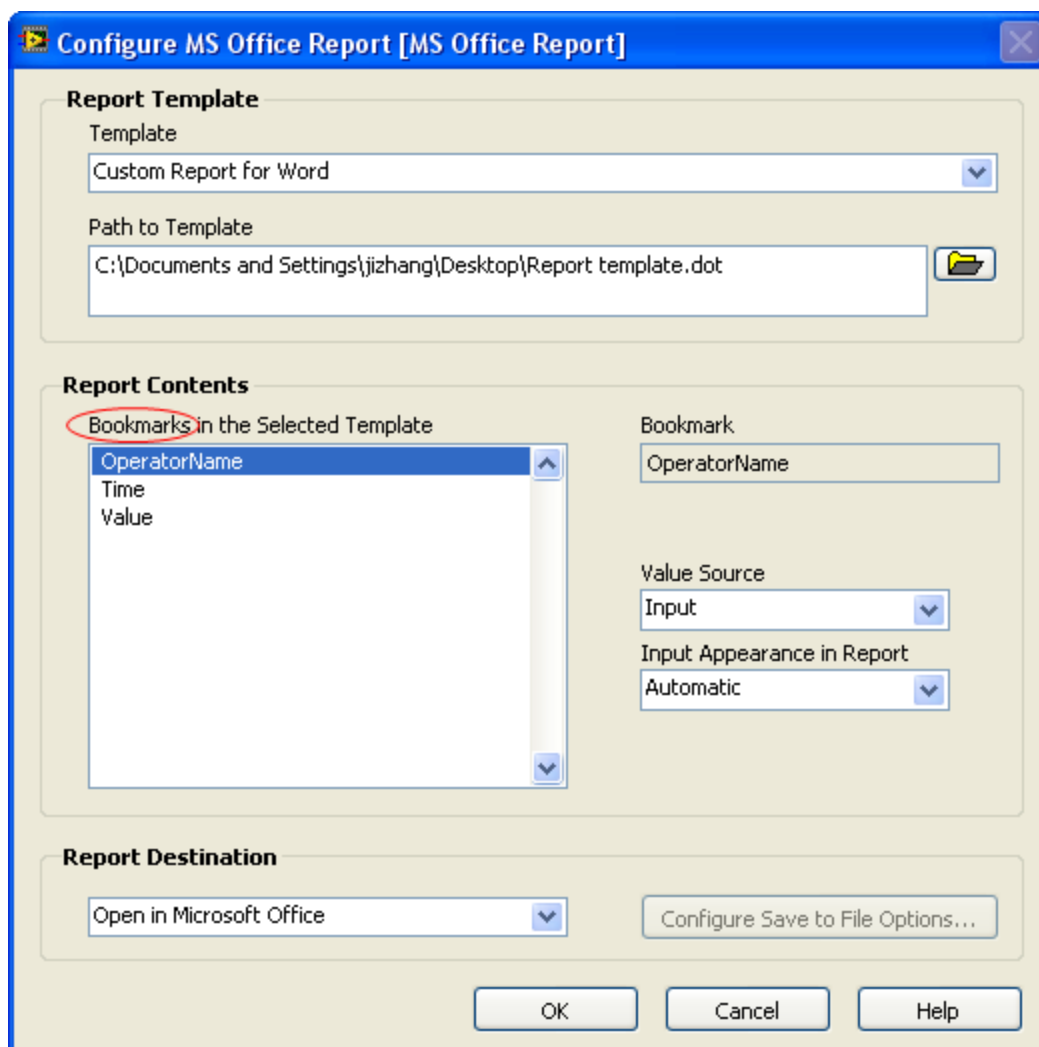 Configure MS Office Report [MS Office Report]
Report Template
Template
Custom Report for Word
Path to Template
C:\Documents and Settings\jizhang\Desktop\Report template.dot
Report Contents
Bookmarks in the Selected Template
OperatorName
Time
Value
Bookmark
OperatorName
Value Source
Input
Input Appearance in Report
Automatic
Report Destination
Open in Microsoft Office
Configure Save to File Options...
OK
Cancel
Help